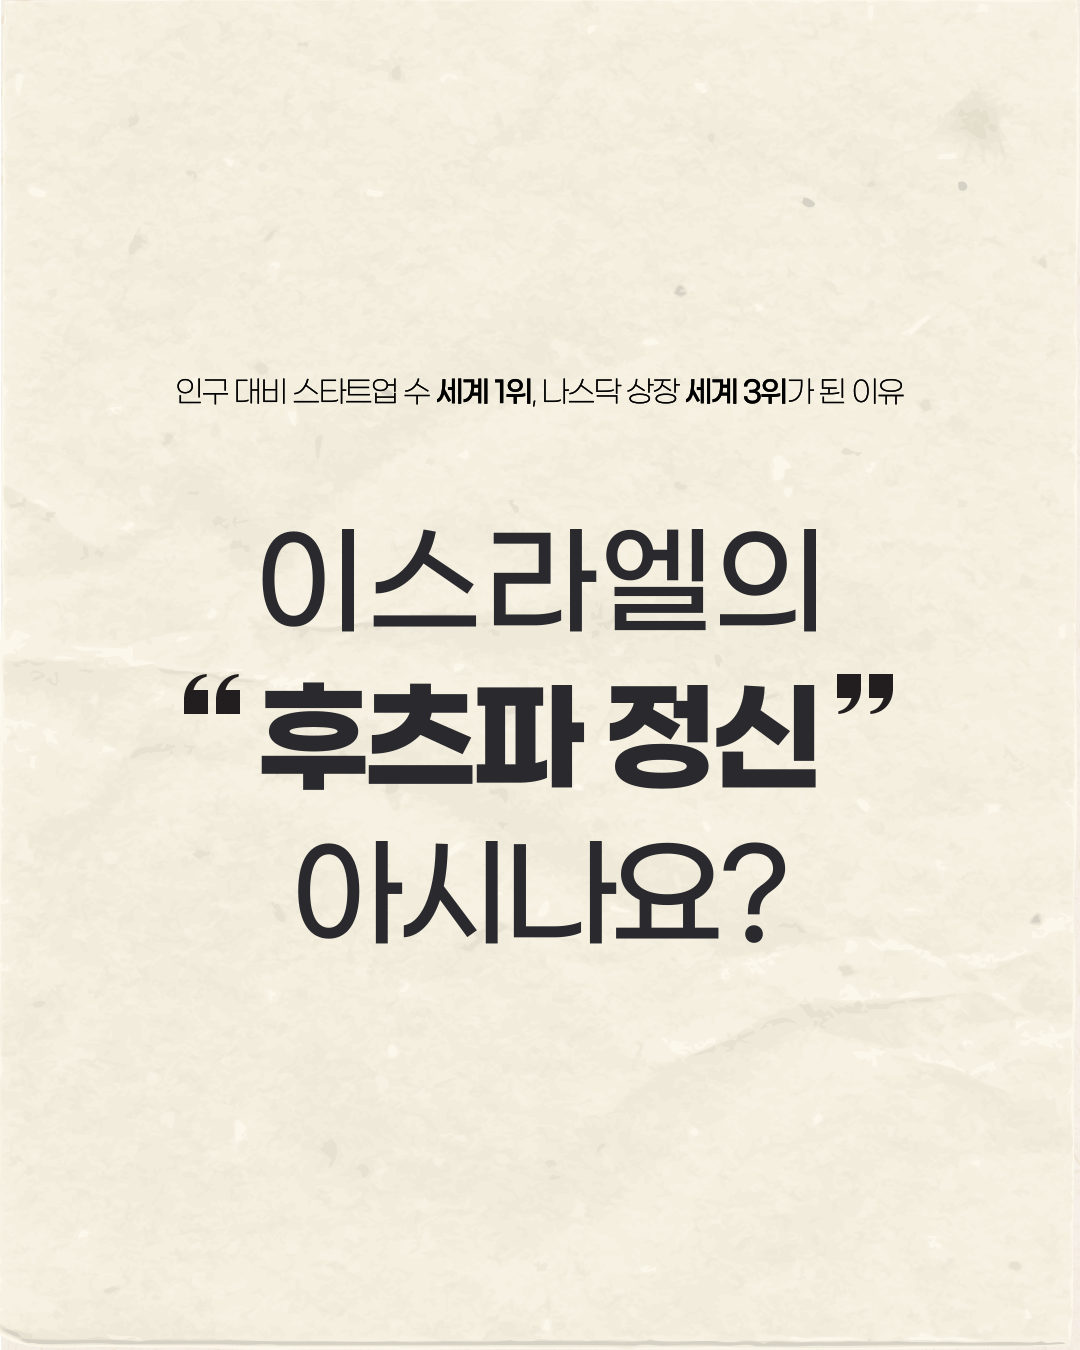 인구 대비 스타트업 수 세계 1위, 나스닥 상장 세계 3위가 된 이유
이스라엘의
“후츠파 정신”
아시나요?